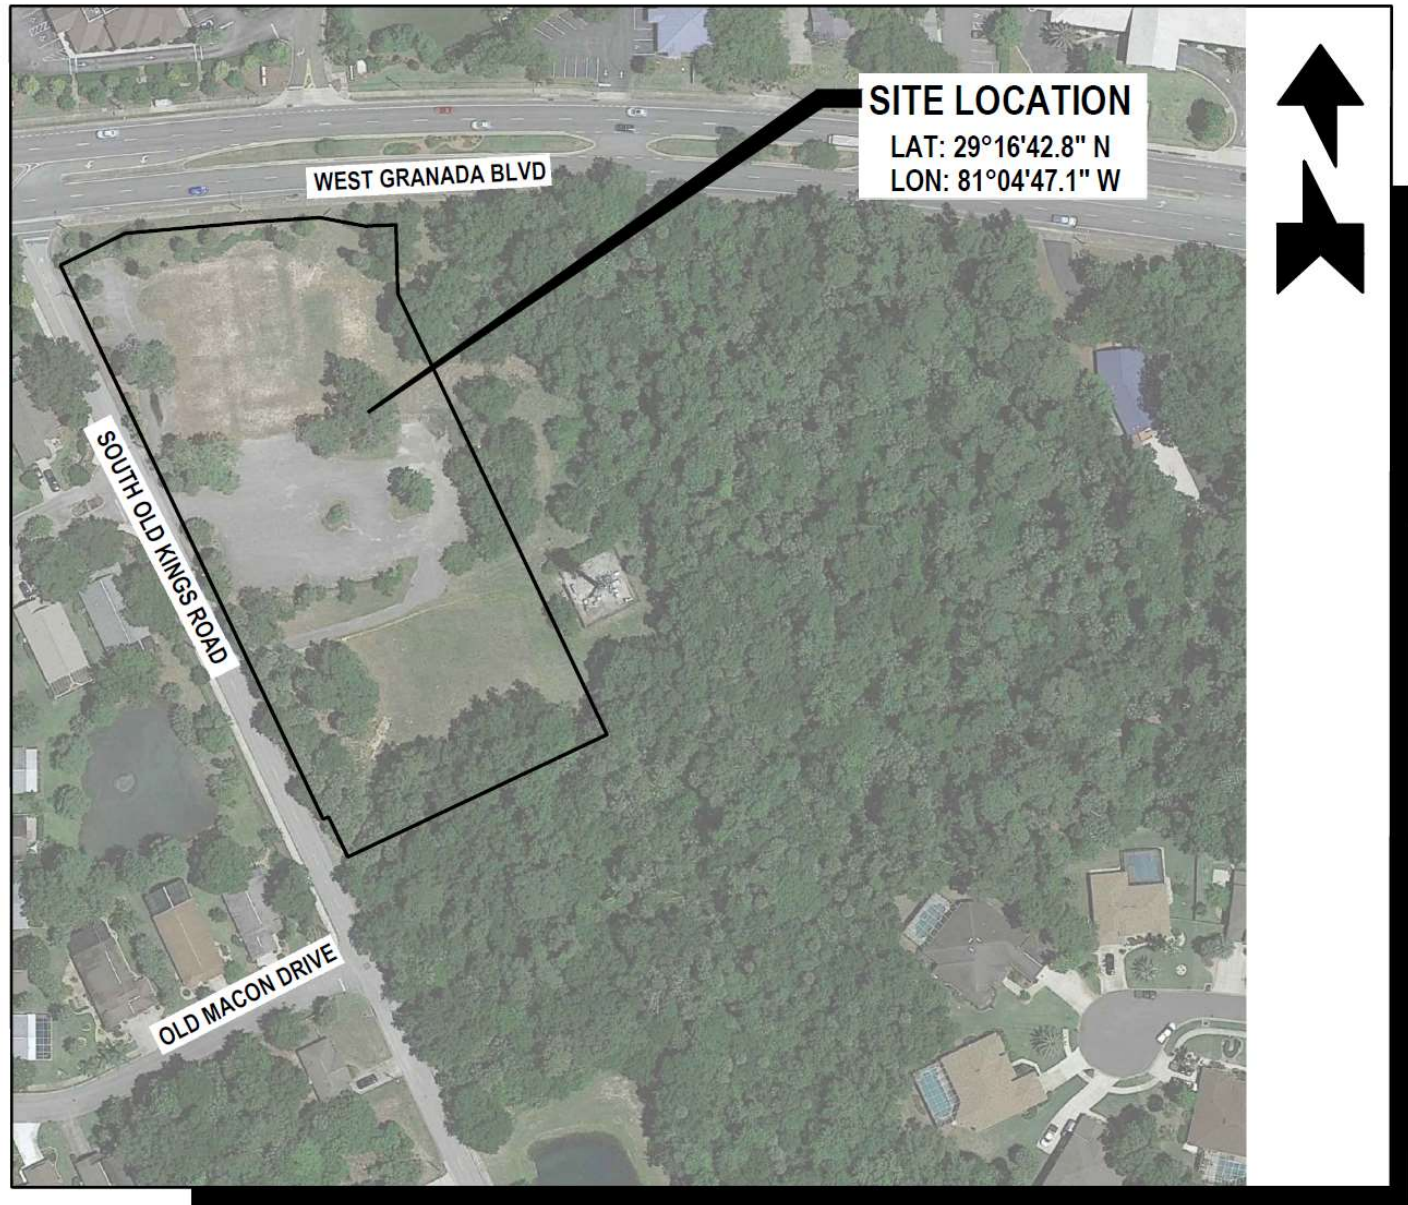 SITE LOCATION
LAT: 29°16'42.8" N
LON: 81°04'47.1" W
WEST GRANADA BLVD
SOUTH OLD KINGS ROAD
OLD MACON DRIVE
N